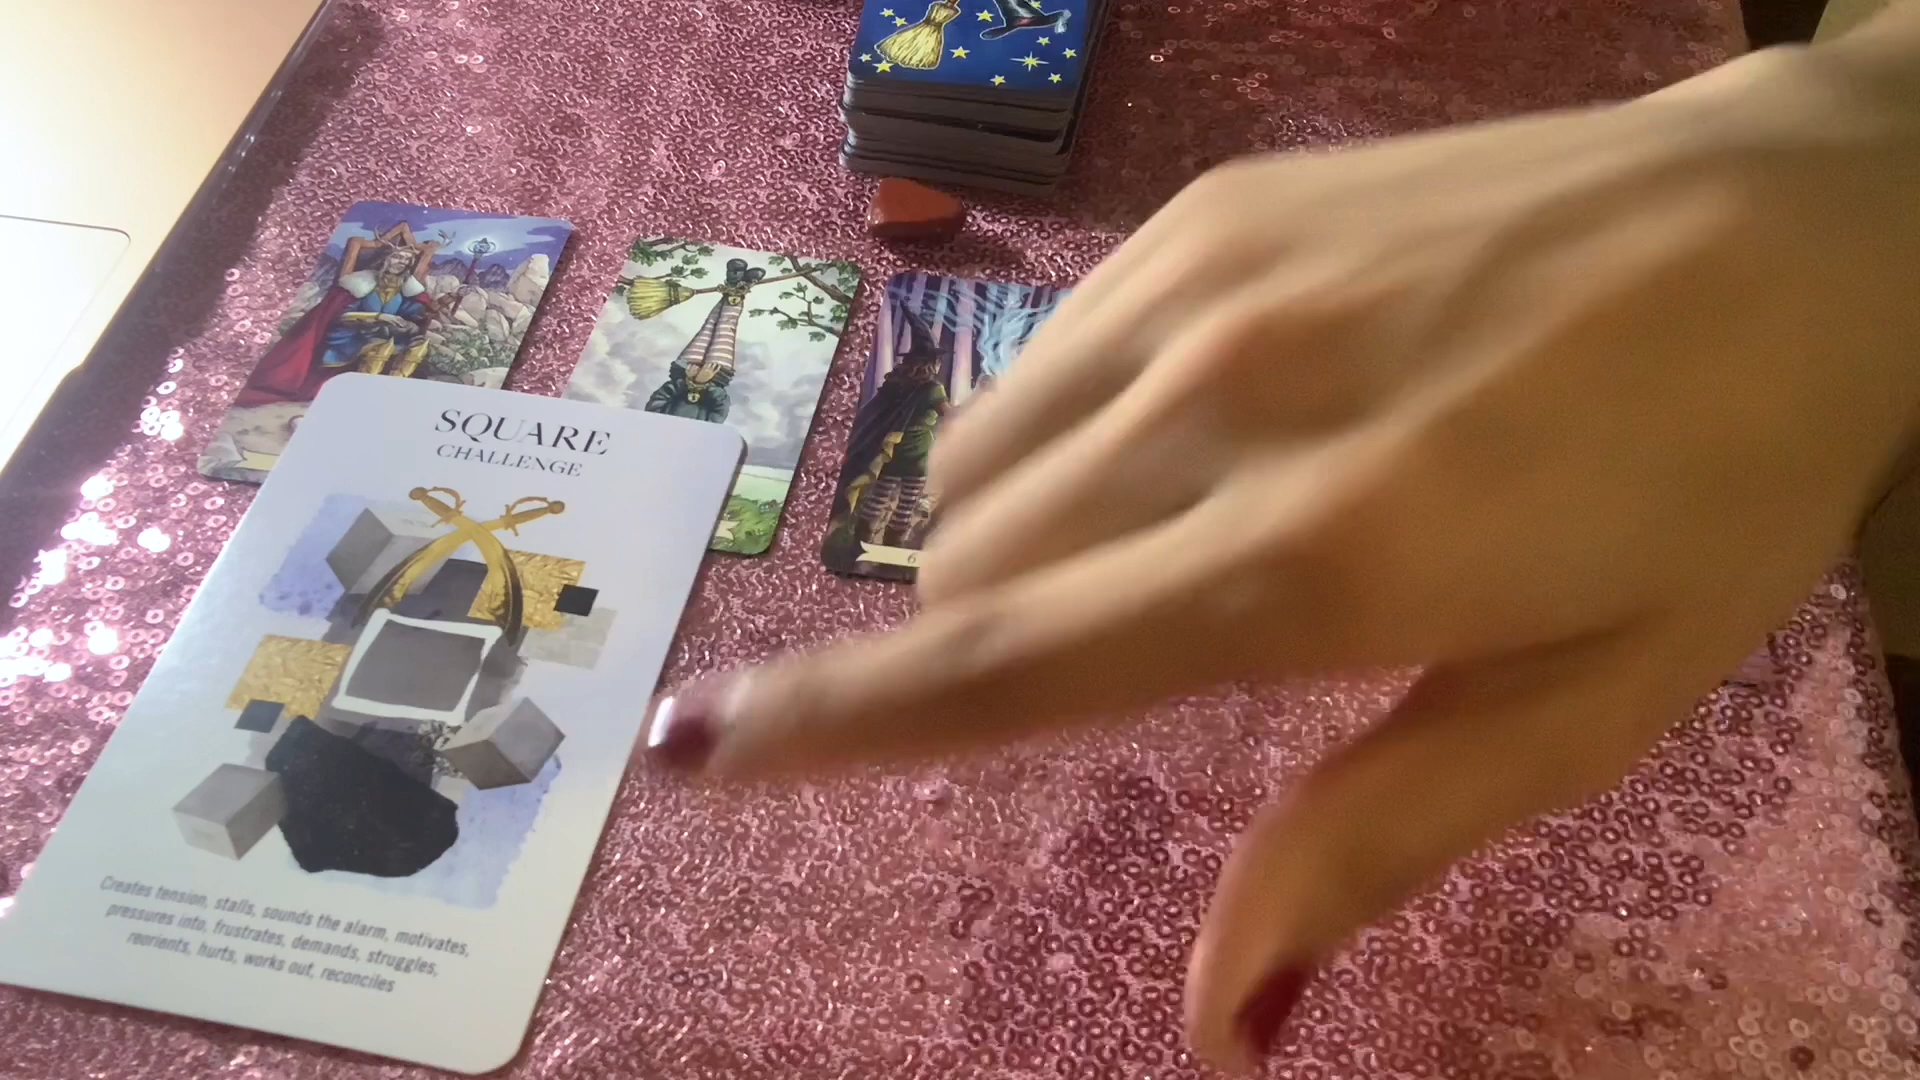 SQUARE
CHALLENGE
6
Creates tension, stalls, sounds the alarm, motivates,
pressures into, frustrates, demands, struggles,
reorients, hurts, works out, reconciles